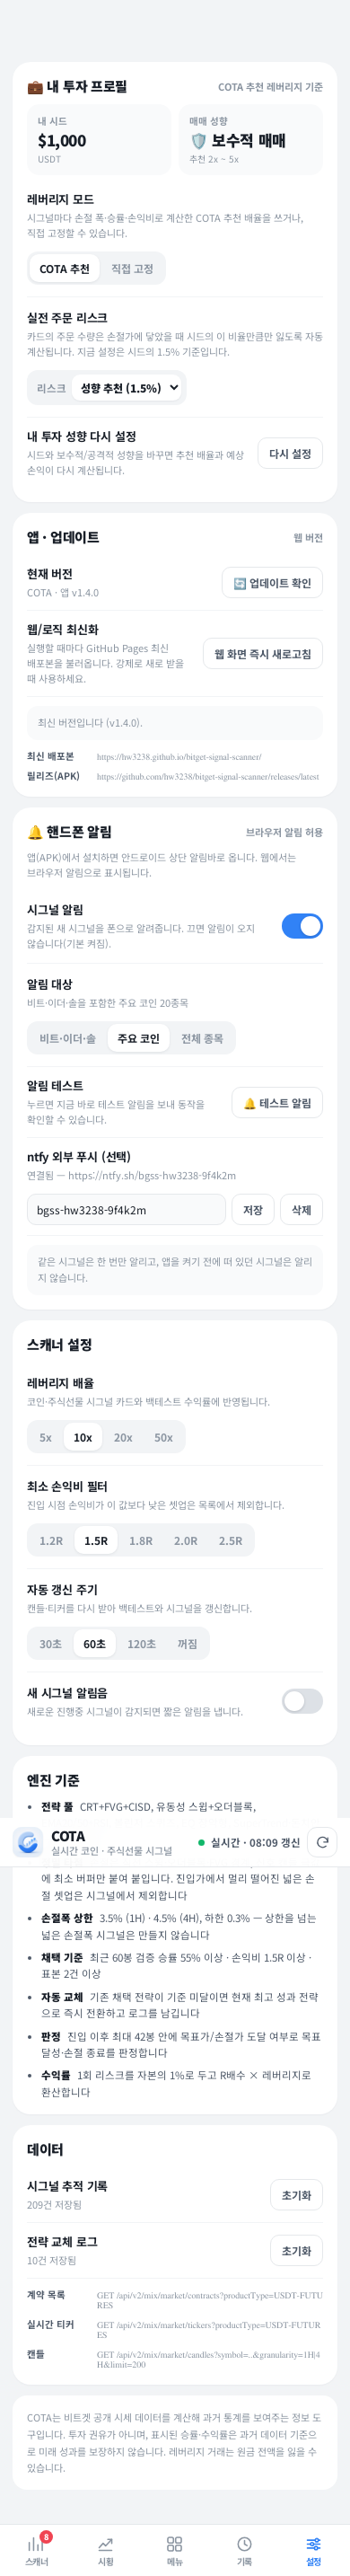 💼 내 투자 프로필
COTA 추천 레버리지 기준
내 시드
$1,000
USDT
매매 성향
🛡️ 보수적 매매
추천 2x ~ 5x
레버리지 모드
시그널마다 손절 폭·승률·손익비로 계산한 COTA 추천 배율을 쓰거나,
직접 고정할 수 있습니다.
COTA 추천
직접 고정
실전 주문 리스크
카드의 주문 수량은 손절가에 닿았을 때 시드의 이 비율만큼만 잃도록 자동
계산됩니다. 지금 설정은 시드의 1.5% 기준입니다.
리스크
성향 추천 (1.5%)
내 투자 성향 다시 설정
시드와 보수적/공격적 성향을 바꾸면 추천 배율과 예상
손익이 다시 계산됩니다.
다시 설정
앱 · 업데이트
웹 버전
현재 버전
COTA · 앱 v1.4.0
🔄 업데이트 확인
웹/로직 최신화
실행할 때마다 GitHub Pages 최신
배포본을 불러옵니다. 강제로 새로 받을
때 사용하세요.
웹 화면 즉시 새로고침
최신 버전입니다 (v1.4.0).
최신 배포본 https://hw3238.github.io/bitget-signal-scanner/
릴리즈(APK) https://github.com/hw3238/bitget-signal-scanner/releases/latest
🔔 핸드폰 알림
브라우저 알림 허용
앱(APK)에서 설치하면 안드로이드 상단 알림바로 옵니다. 웹에서는
브라우저 알림으로 표시됩니다.
시그널 알림
감지된 새 시그널을 폰으로 알려줍니다. 끄면 알림이 오지
않습니다(기본 켜짐).
알림 대상
비트·이더·솔을 포함한 주요 코인 20종목
비트·이더·솔
주요 코인
전체 종목
알림 테스트
누르면 지금 바로 테스트 알림을 보내 동작을
확인할 수 있습니다.
🔔 테스트 알림
ntfy 외부 푸시 (선택)
연결됨 — https://ntfy.sh/bgss-hw3238-9f4k2m
bgss-hw3238-9f4k2m
저장
삭제
같은 시그널은 한 번만 알리고, 앱을 켜기 전에 떠 있던 시그널은 알리
지 않습니다.
스캐너 설정
레버리지 배율
코인·주식선물 시그널 카드와 백테스트 수익률에 반영됩니다.
5x
10x
20x
50x
최소 손익비 필터
진입 시점 손익비가 이 값보다 낮은 셋업은 목록에서 제외합니다.
1.2R
1.5R
1.8R
2.0R
2.5R
자동 갱신 주기
캔들·티커를 다시 받아 백테스트와 시그널을 갱신합니다.
30초
60초
120초
꺼짐
새 시그널 알림음
새로운 진행중 시그널이 감지되면 짧은 알림을 냅니다.
엔진 기준
• 전략 풀 CRT+FVG+CISD, 유동성 스윕+오더블록,
COTA
실시간 코인 · 주식선물 시그널
실시간 · 08:09 갱신
에 최소 버퍼만 붙여 붙입니다. 진입가에서 멀리 떨어진 넓은 손
절 셋업은 시그널에서 제외합니다
• 손절폭 상한 3.5% (1H) · 4.5% (4H), 하한 0.3% — 상한을 넘는
넓은 손절폴 시그널은 만들지 않습니다
• 채택 기준 최근 60봉 검증 승률 55% 이상 · 손익비 1.5R 이상 ·
표본 2건 이상
• 자동 교체 기존 채택 전략이 기준 미달이면 현재 최고 성과 전략
으로 즉시 전환하고 로그를 남깁니다
• 판정 진입 이후 최대 42봉 안에 목표가/손절가 도달 여부로 목표
달성·손절 종료를 판정합니다
• 수익률 1회 리스크를 자본의 1%로 두고 R배수 × 레버리지로
환산합니다
데이터
시그널 추적 기록
209건 저장됨
초기화
전략 교체 로그
10건 저장됨
초기화
계약 목록 GET /api/v2/mix/market/contracts?productType=USDT-FUTU
RES
실시간 티커 GET /api/v2/mix/market/tickers?productType=USDT-FUTUR
ES
캔들 GET /api/v2/mix/market/candles?symbol=..&granularity=1H|4
H&limit=200
COTA는 비트겟 공개 시세 데이터를 계산해 과거 통계를 보여주는 정보 도
구입니다. 투자 권유가 아니며, 표시된 승률·수익률은 과거 데이터 기준으
로 미래 성과를 보장하지 않습니다. 레버리지 거래는 원금 전액을 잃을 수
있습니다.
8
스캐너
시황
메뉴
기록
설정